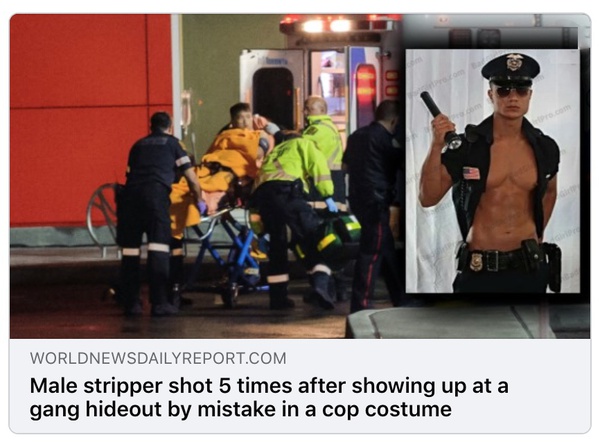 WORLDNEWSDAILYREPORT.COM
Male stripper shot 5 times after showing up at a
gang hideout by mistake in a cop costume